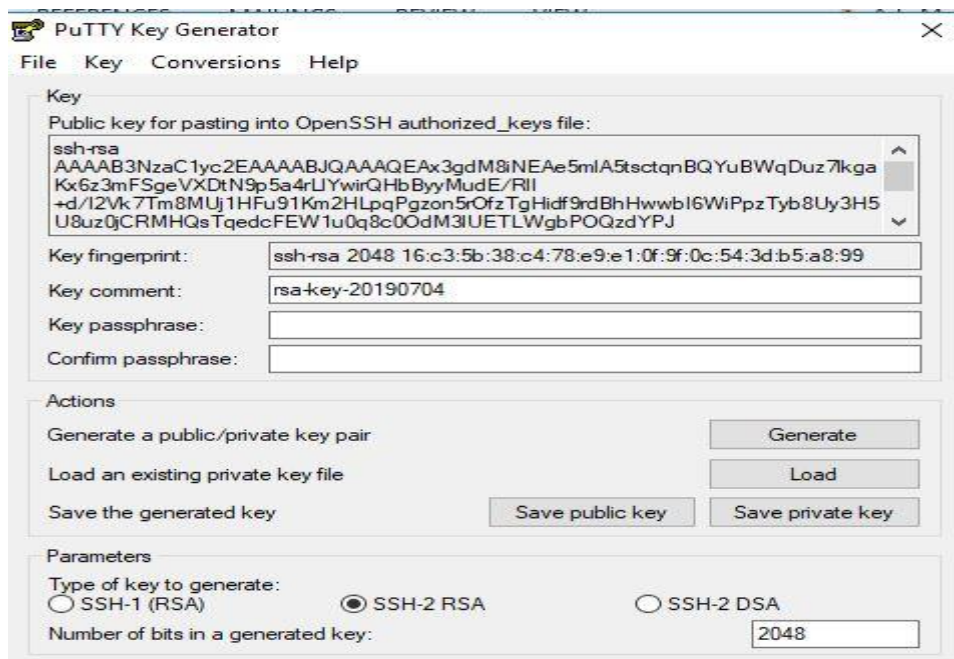 PuTTY Key Generator
File Key Conversions Help
Key
Public key for pasting into OpenSSH authorized_keys file:
ssh-rsa
AAAAB3NzaC1yc2EAAAABJQAAAQEAx3gdM8iNEAe5mlA5tsctqnBQYuBWqDuz7lkga
Kx6z3mFSgeVXDtN9p5a4rLlYwirQHbByyMudE/RIl
+d/I2Vk7Tm8MUj1HFu91Km2HLpqPgzon5rOfzTgHidf9rdBhHwwbI6WiPpzTyb8Uy3H5
U8uz0jCRMHQsTqedcFEW1u0q8c0OdM3lUETLWgbPOQzdYPJ
Key fingerprint: ssh-rsa 2048 16:c3:5b:38:c4:78:e9:e1:0f:9f:0c:54:3d:b5:a8:99
Key comment: rsa-key-20190704
Key passphrase:
Confirm passphrase:
Actions
Generate a public/private key pair Generate
Load an existing private key file Load
Save the generated key Save public key Save private key
Parameters
Type of key to generate:
SSH-1 (RSA) SSH-2 RSA SSH-2 DSA
Number of bits in a generated key: 2048